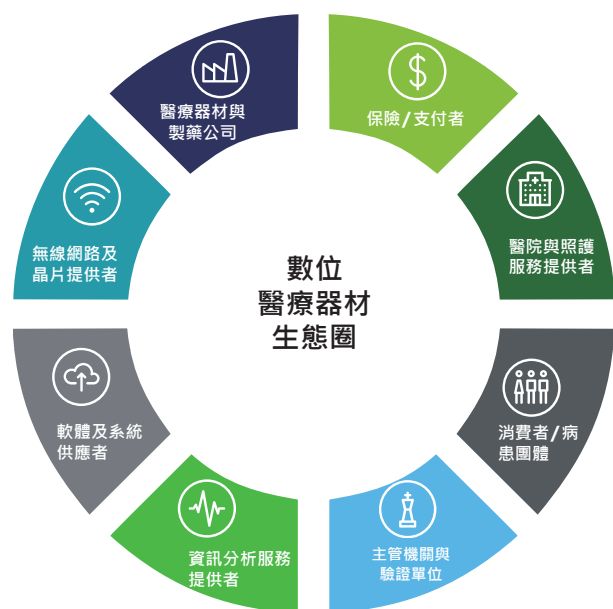 醫療器材與
製藥公司
保險/支付者
無線網路及
晶片提供者
醫院與照護
服務提供者
數位
醫療器材
生態圈
軟體及系統
供應者
消費者/病
患團體
資訊分析服務
提供者
主管機關與
驗證單位